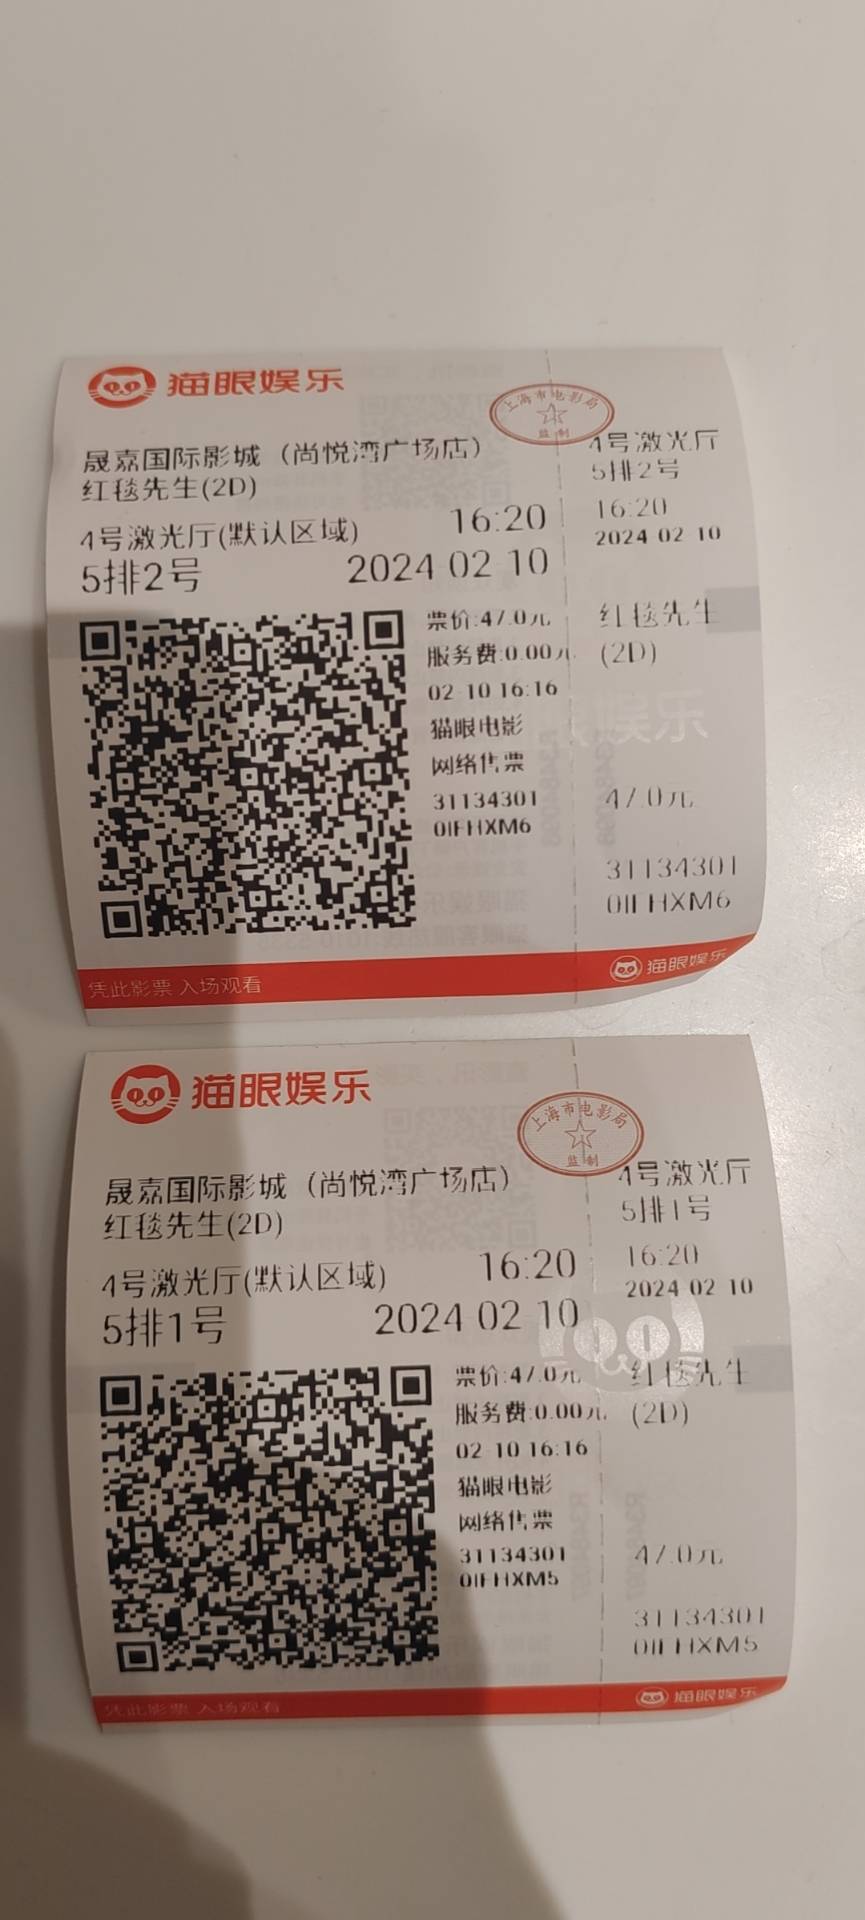 猫眼娱乐
上海市电影局
监制
晟嘉国际影城（尚悦湾广场店）
红毯先生(2D)
4号激光厅(默认区域) 16:20
5排2号 2024 02 10
票价:47.0元
服务费:0.00元
02-10 16:16
猫眼电影
网络售票
31134301
0IFHXM6
4号激光厅
5排2号
16:20
2024 02 10
红毯先生
(2D)
47.0元
31134301
0IFHXM6
凭此影票 入场观看
猫眼娱乐
猫眼娱乐
上海市电影局
监制
晟嘉国际影城（尚悦湾广场店）
红毯先生(2D)
4号激光厅(默认区域) 16:20
5排1号 2024 02 10
票价:47.0元
服务费:0.00元
02-10 16:16
猫眼电影
网络售票
31134301
0IFHXM5
4号激光厅
5排1号
16:20
2024 02 10
红毯先生
(2D)
47.0元
31134301
0IFHXM5
凭此影票 入场观看
猫眼娱乐